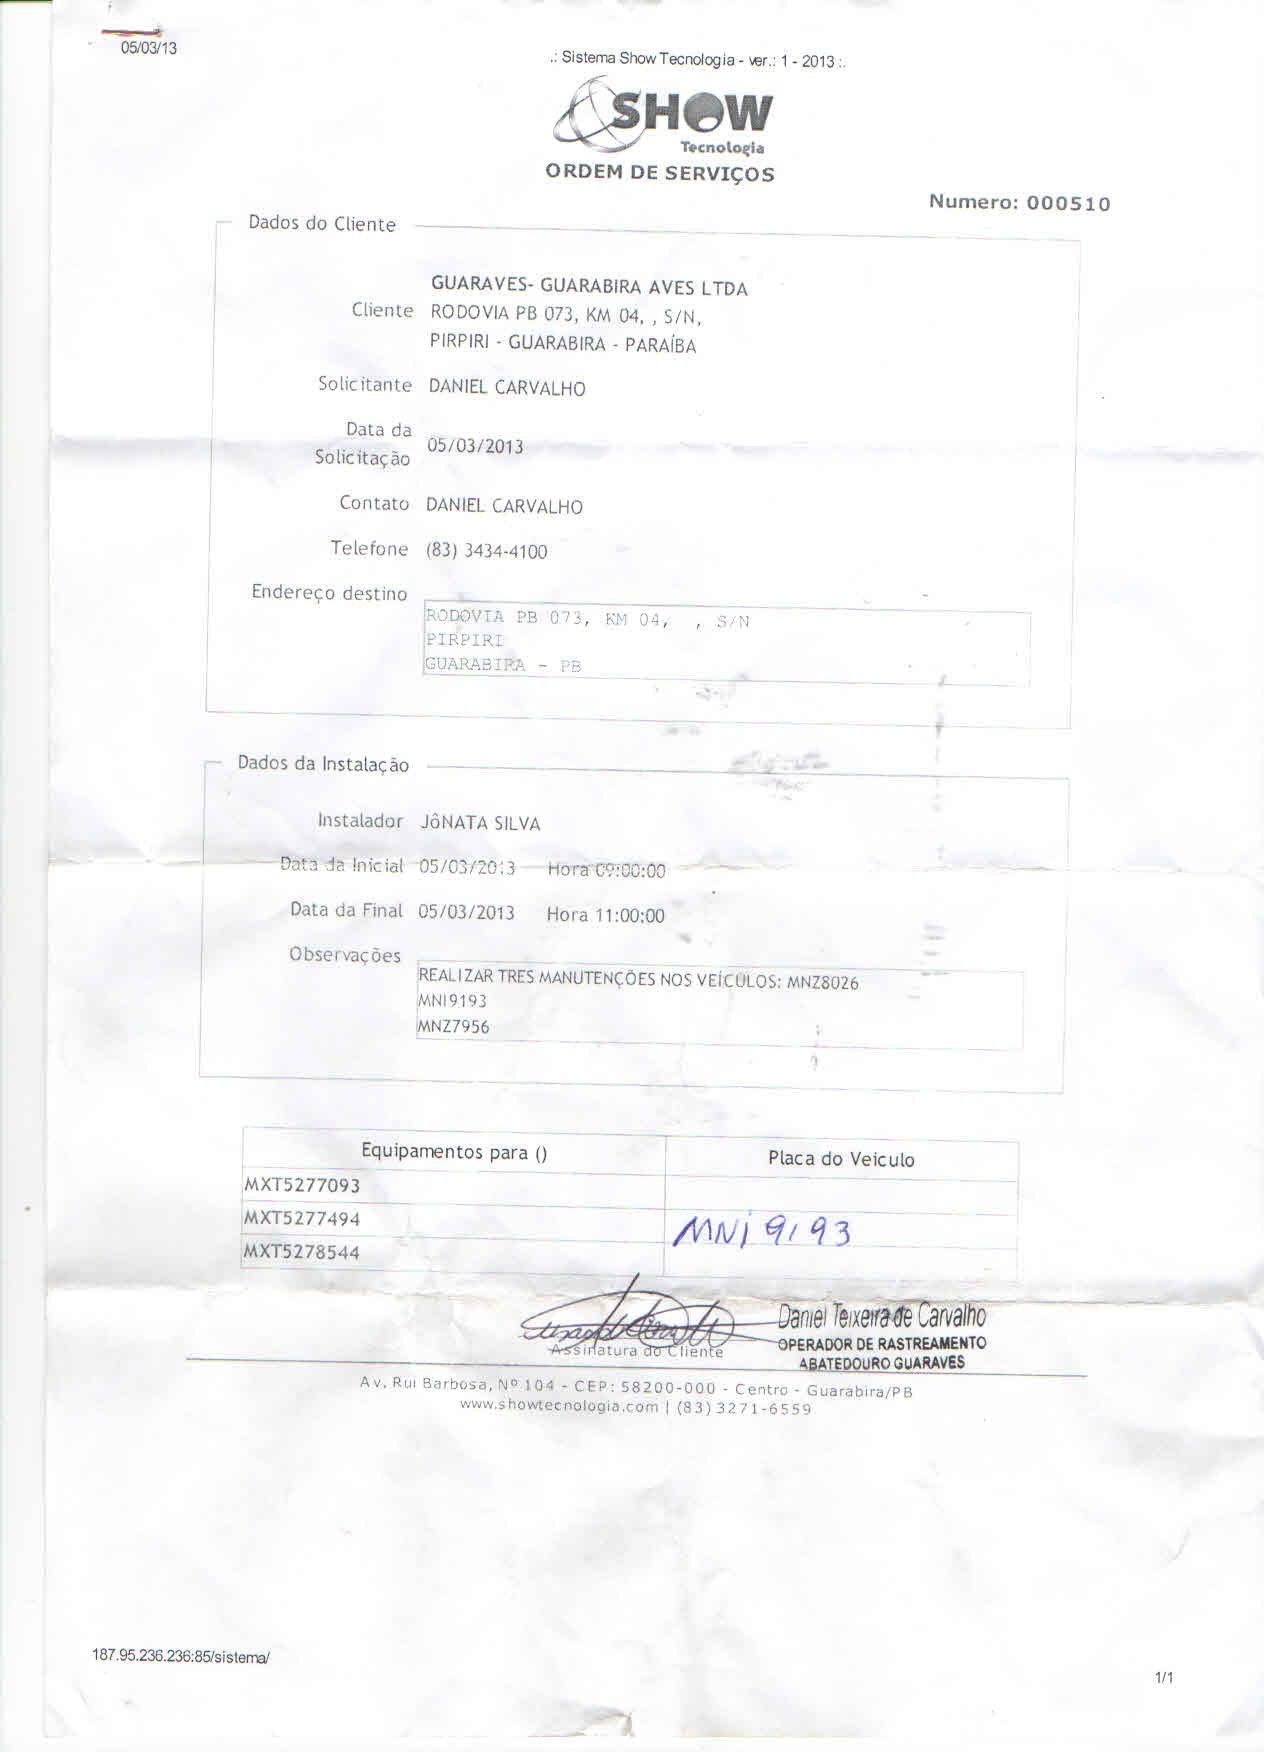 05/03/13
.: Sistema Show Tecnologia - ver.: 1 - 2013 :.
SHOW
Tecnologia
ORDEM DE SERVIÇOS
Numero: 000510
Dados do Cliente
GUARAVES- GUARABIRA AVES LTDA
Cliente RODOVIA PB 073, KM 04, , S/N,
PIRPIRI - GUARABIRA - PARAÍBA
Solicitante DANIEL CARVALHO
Data da
Solicitação 05/03/2013
Contato DANIEL CARVALHO
Telefone (83) 3434-4100
Endereço destino
RODOVIA PB 073, KM 04, , S/N
PIRPIRI
GUARABIRA - PB
Dados da Instalação
Instalador JôNATA SILVA
Data da Inicial 05/03/2013 Hora 09:00:00
Data da Final 05/03/2013 Hora 11:00:00
Observações
REALIZAR TRES MANUTENÇÕES NOS VEÍCULOS: MNZ8026
MNI9193
MNZ7956
Equipamentos para () Placa do Veiculo
MXT5277093
MXT5277494 MNI 9193
MXT5278544
Daniel Teixeira de Carvalho
OPERADOR DE RASTREAMENTO
Assinatura do Cliente
ABATEDOURO GUARAVES
Av. Rui Barbosa, Nº 104 - CEP: 58200-000 - Centro - Guarabira/PB
www.showtecnologia.com | (83) 3271-6559
187.95.236.236:85/sistema/
1/1